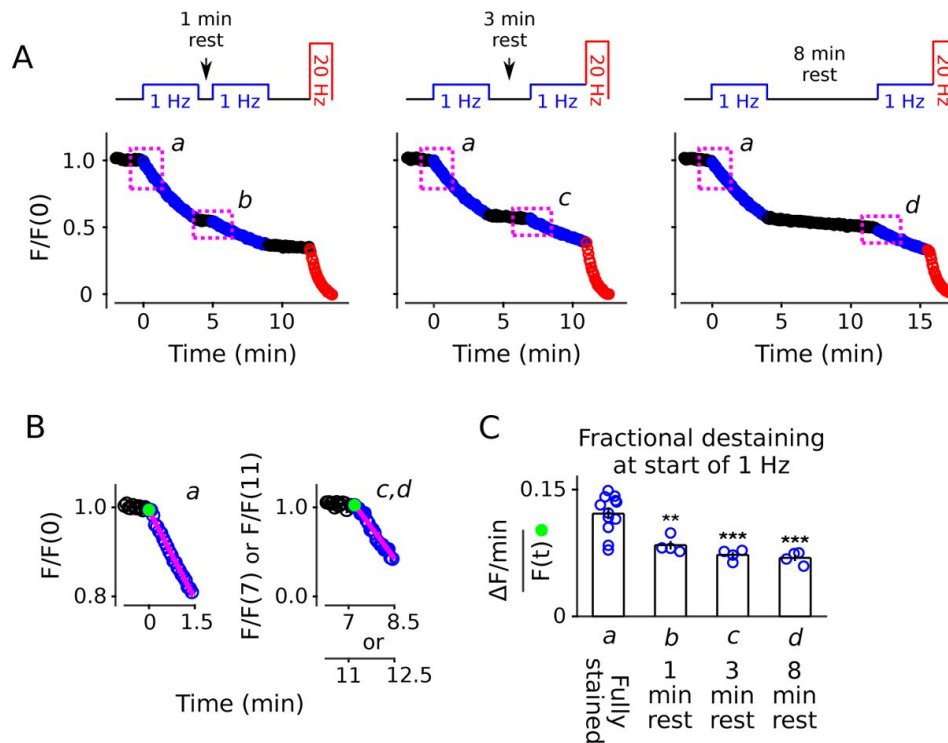 A
1 min
rest
1 Hz
1 Hz
20 Hz
3 min
rest
1 Hz
1 Hz
20 Hz
8 min
rest
1 Hz
1 Hz
20 Hz
F/F(0)
1.0
0.5
0
a
b
0
5
10
Time (min)
a
c
0
5
10
Time (min)
a
d
0
5
10
15
Time (min)
B
F/F(0)
1.0
0.8
a
0
1.5
F/F(7) or F/F(11)
1.0
0.0
c,d
7
8.5
or
11
12.5
Time (min)
C
Fractional destaining
at start of 1 Hz
ΔF/min
F(t)
0.15
0
**
***
***
a
b
c
d
Fully
stained
1
min
rest
3
min
rest
8
min
rest